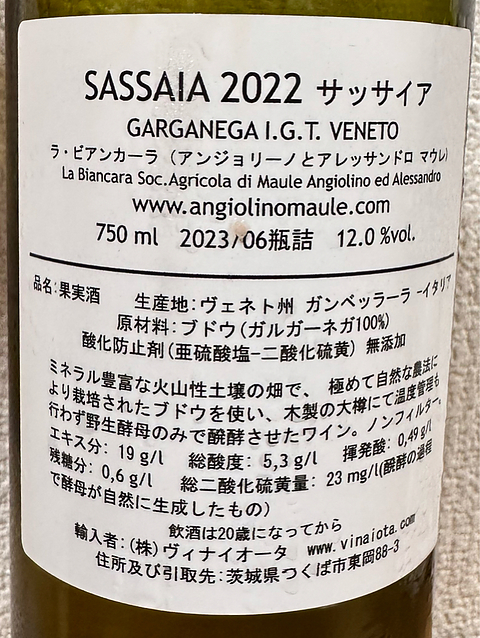 SASSAIA 2022 サッサイア
GARGANEGA I.G.T. VENETO
ラ・ビアンカーラ (アンジョリーノとアレッサンドロ マウレ)
La Biancara Soc.Agricola di Maule Angiolino ed Alessandro
www.angiolinomaule.com
750 ml 2023/06瓶詰 12.0 %vol.
品名:果実酒 生産地:ヴェネト州 ガンベッラーラ -イタリア
原材料:ブドウ(ガルガーネガ100%)
酸化防止剤(亜硫酸塩-二酸化硫黄) 無添加
ミネラル豊富な火山性土壌の畑で、極めて自然な農法に
より栽培されたブドウを使い、木製の大樽にて温度管理も
行わず野生酵母のみで醗酵させたワイン。ノンフィルター。
エキス分: 19 g/l 総酸度: 5,3 g/l 揮発酸: 0,49 g/l
残糖分: 0,6 g/l 総二酸化硫黄量: 23 mg/l(醗酵の過程
で酵母が自然に生成したもの)
飲酒は20歳になってから
輸入者:(株)ヴィナイオータ www.vinaiota.com
住所及び引取先:茨城県つくば市東岡88-3